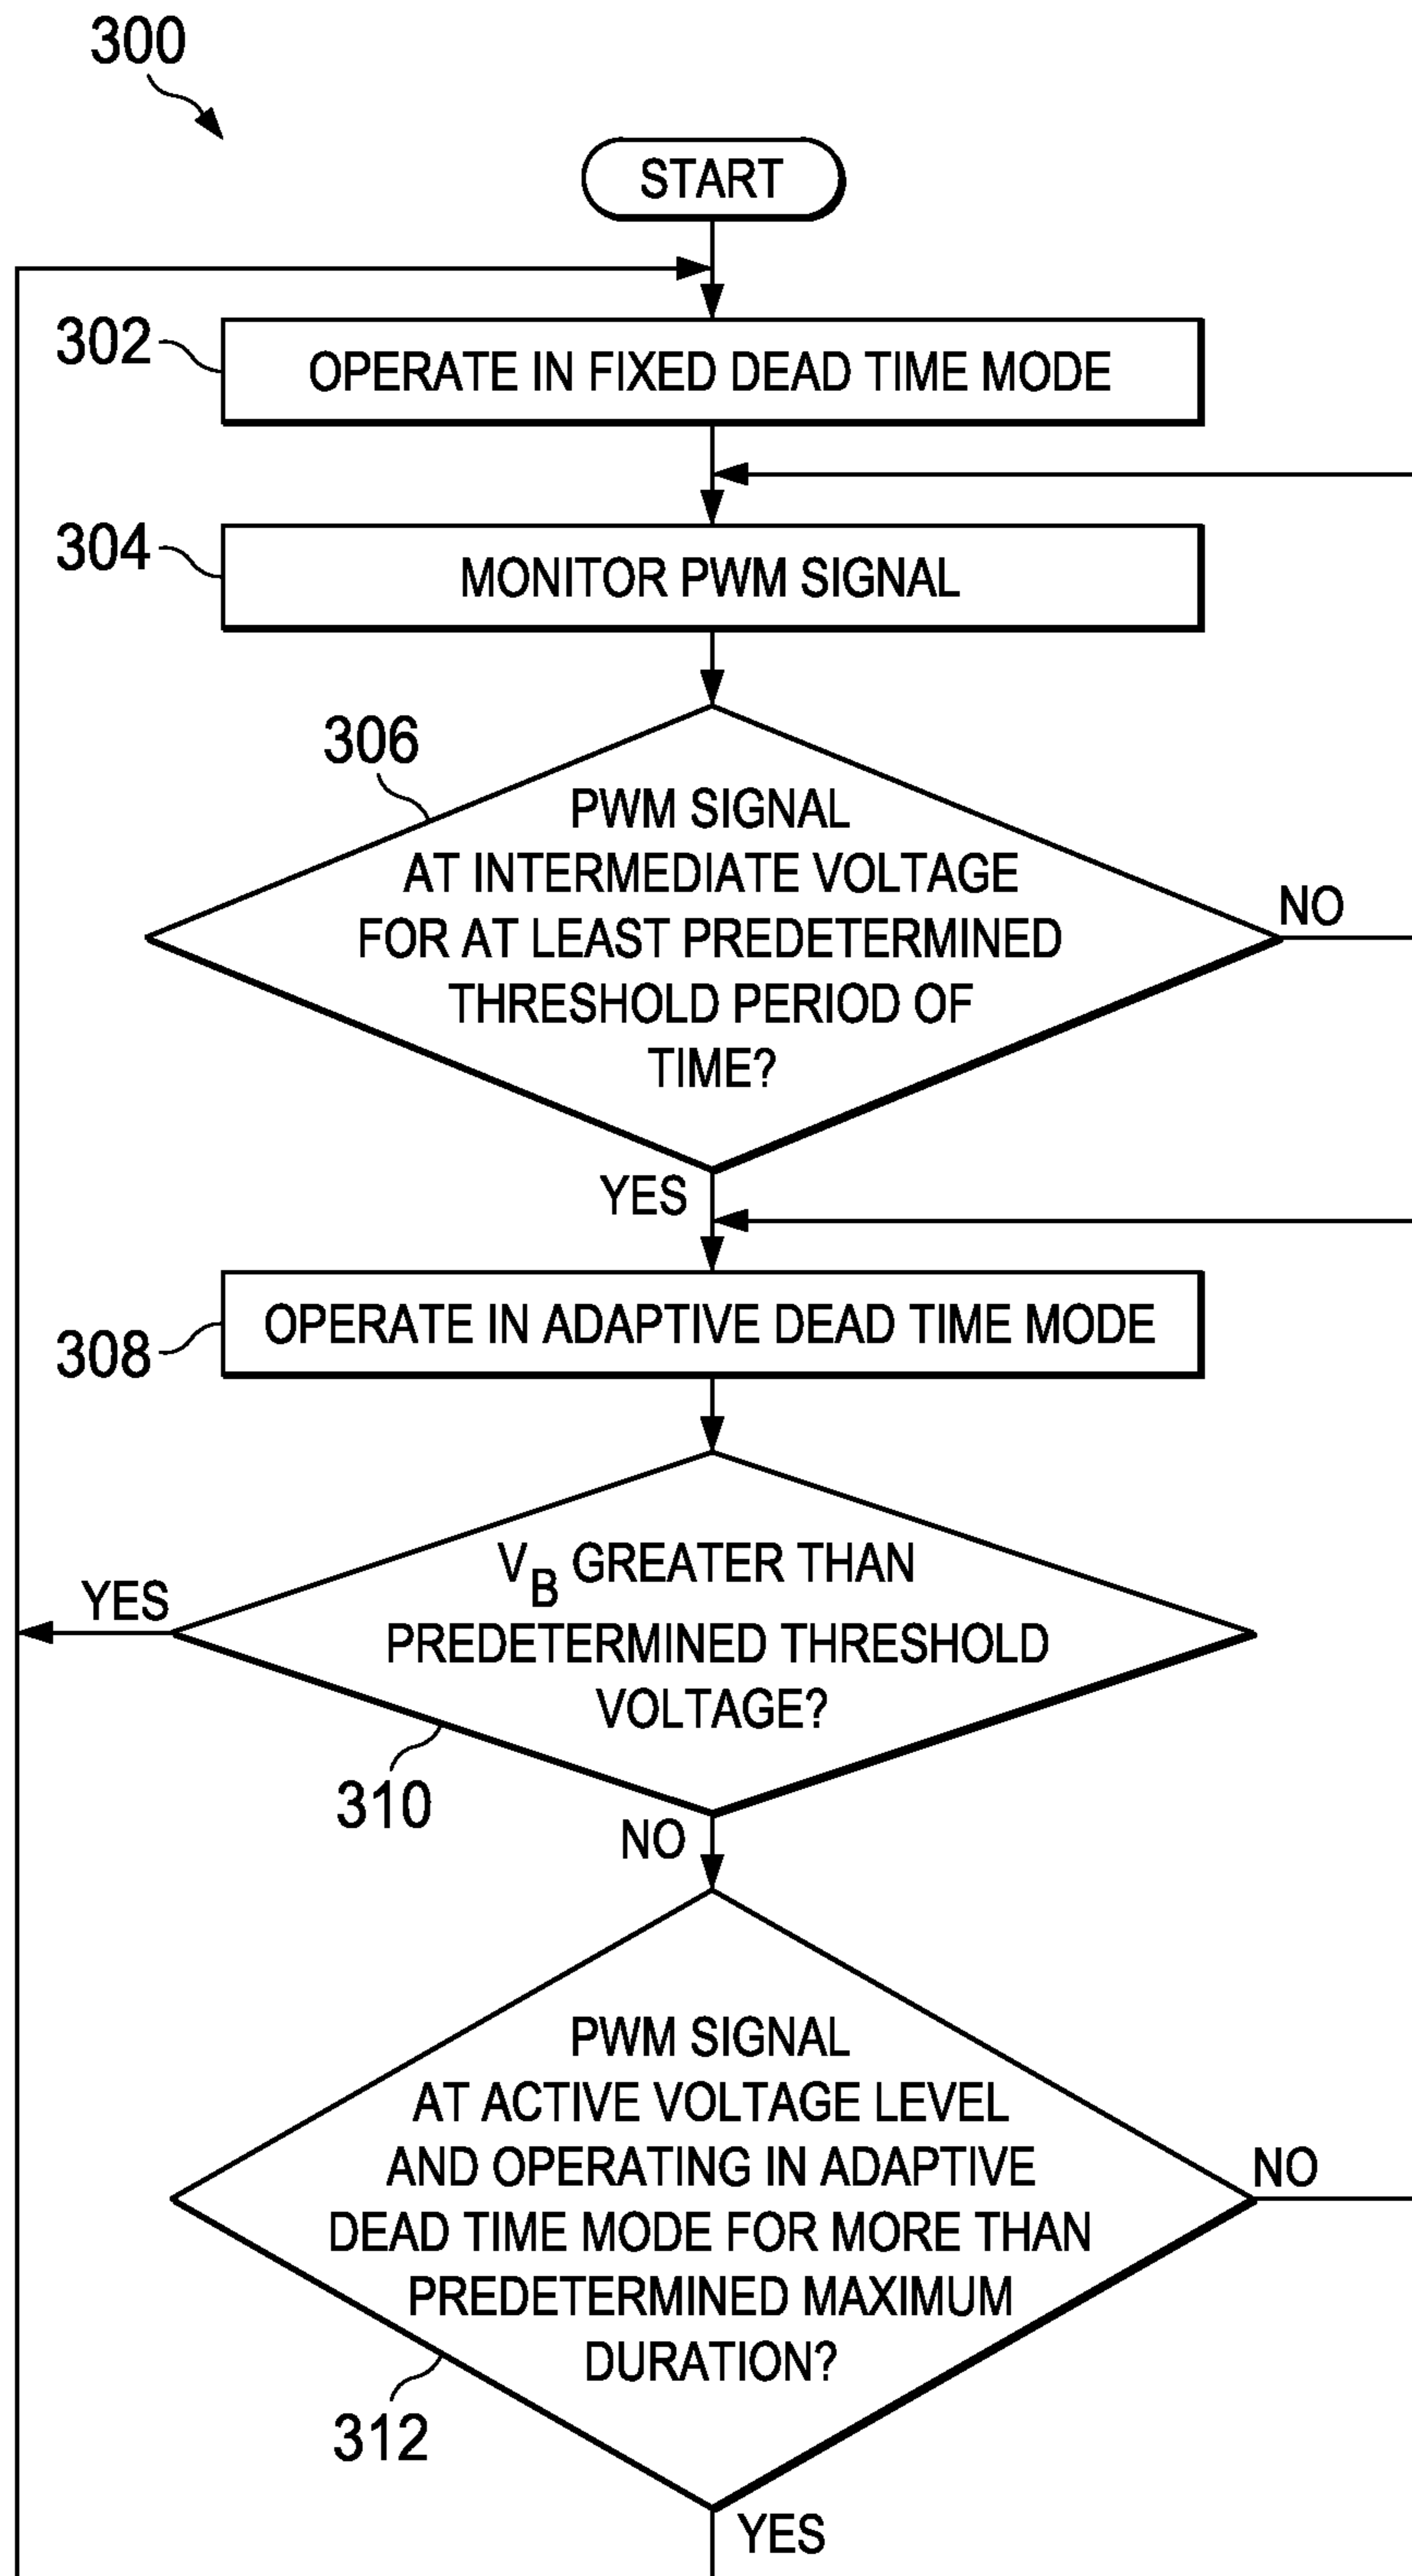 300
START
302
OPERATE IN FIXED DEAD TIME MODE
304
MONITOR PWM SIGNAL
306
PWM SIGNAL
AT INTERMEDIATE VOLTAGE
FOR AT LEAST PREDETERMINED
THRESHOLD PERIOD OF
TIME?
NO
YES
308
OPERATE IN ADAPTIVE DEAD TIME MODE
YES
VB GREATER THAN
PREDETERMINED THRESHOLD
VOLTAGE?
310
NO
PWM SIGNAL
AT ACTIVE VOLTAGE LEVEL
AND OPERATING IN ADAPTIVE
DEAD TIME MODE FOR MORE THAN
PREDETERMINED MAXIMUM
DURATION?
NO
312
YES